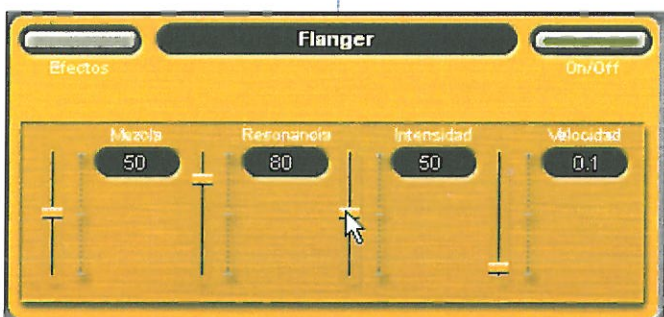 Flanger
Efectos On/Off
Mezcla Resonancia Intensidad Velocidad
50 80 50 0.1